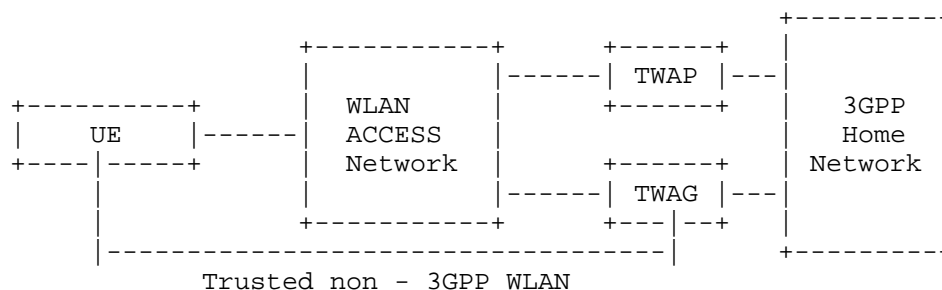 TWAP
WLAN
3GPP
UE
ACCESS
Home
Network
Network
TWAG
Trusted non - 3GPP WLAN